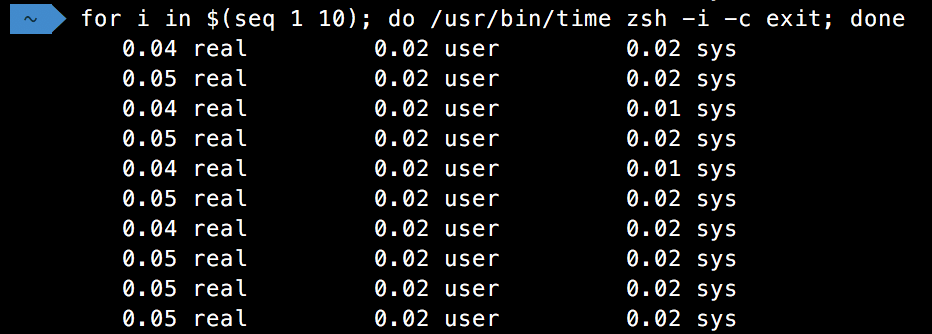 ~ for i in $(seq 1 10); do /usr/bin/time zsh -i -c exit; done
0.04 real 0.02 user 0.02 sys
0.05 real 0.02 user 0.02 sys
0.04 real 0.02 user 0.01 sys
0.05 real 0.02 user 0.02 sys
0.04 real 0.02 user 0.01 sys
0.05 real 0.02 user 0.02 sys
0.04 real 0.02 user 0.02 sys
0.05 real 0.02 user 0.02 sys
0.05 real 0.02 user 0.02 sys
0.05 real 0.02 user 0.02 sys